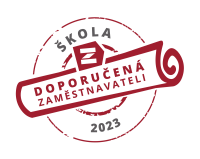 ŠKOLA
DOPORUČENÁ
ZAMĚSTNAVATELI
2023